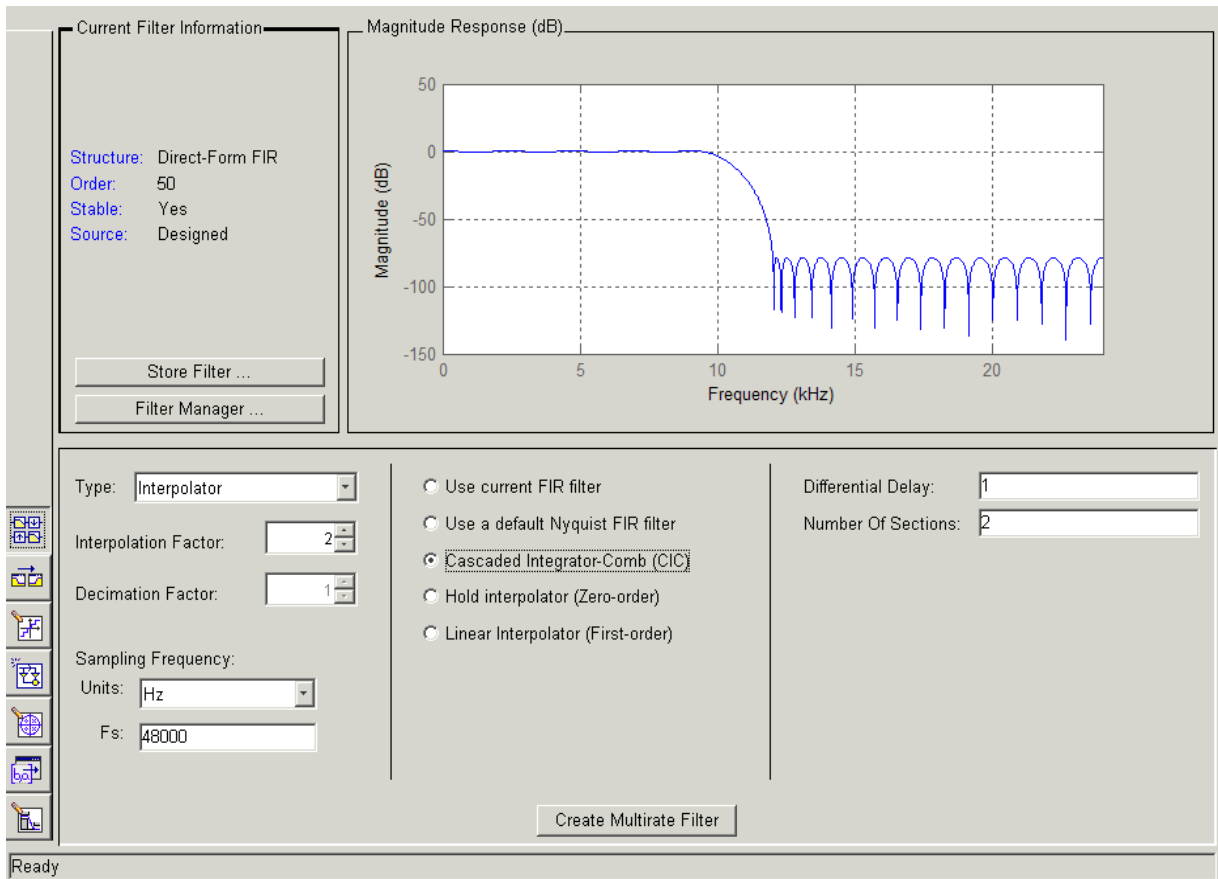 Current Filter Information
Structure: Direct-Form FIR
Order: 50
Stable: Yes
Source: Designed
Store Filter ...
Filter Manager ...
Magnitude Response (dB)
50
0
-50
-100
-150
Magnitude (dB)
0 5 10 15 20
Frequency (kHz)
Type: Interpolator
Interpolation Factor: 2
Decimation Factor: 1
Sampling Frequency:
Units: Hz
Fs: 48000
Use current FIR filter
Use a default Nyquist FIR filter
Cascaded Integrator-Comb (CIC)
Hold interpolator (Zero-order)
Linear Interpolator (First-order)
Differential Delay: 1
Number Of Sections: 2
Create Multirate Filter
[b,a]
Ready